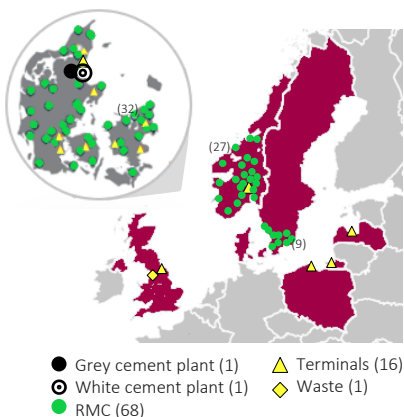 (32)
(27)
(9)
Grey cement plant (1)
White cement plant (1)
RMC (68)
Terminals (16)
Waste (1)